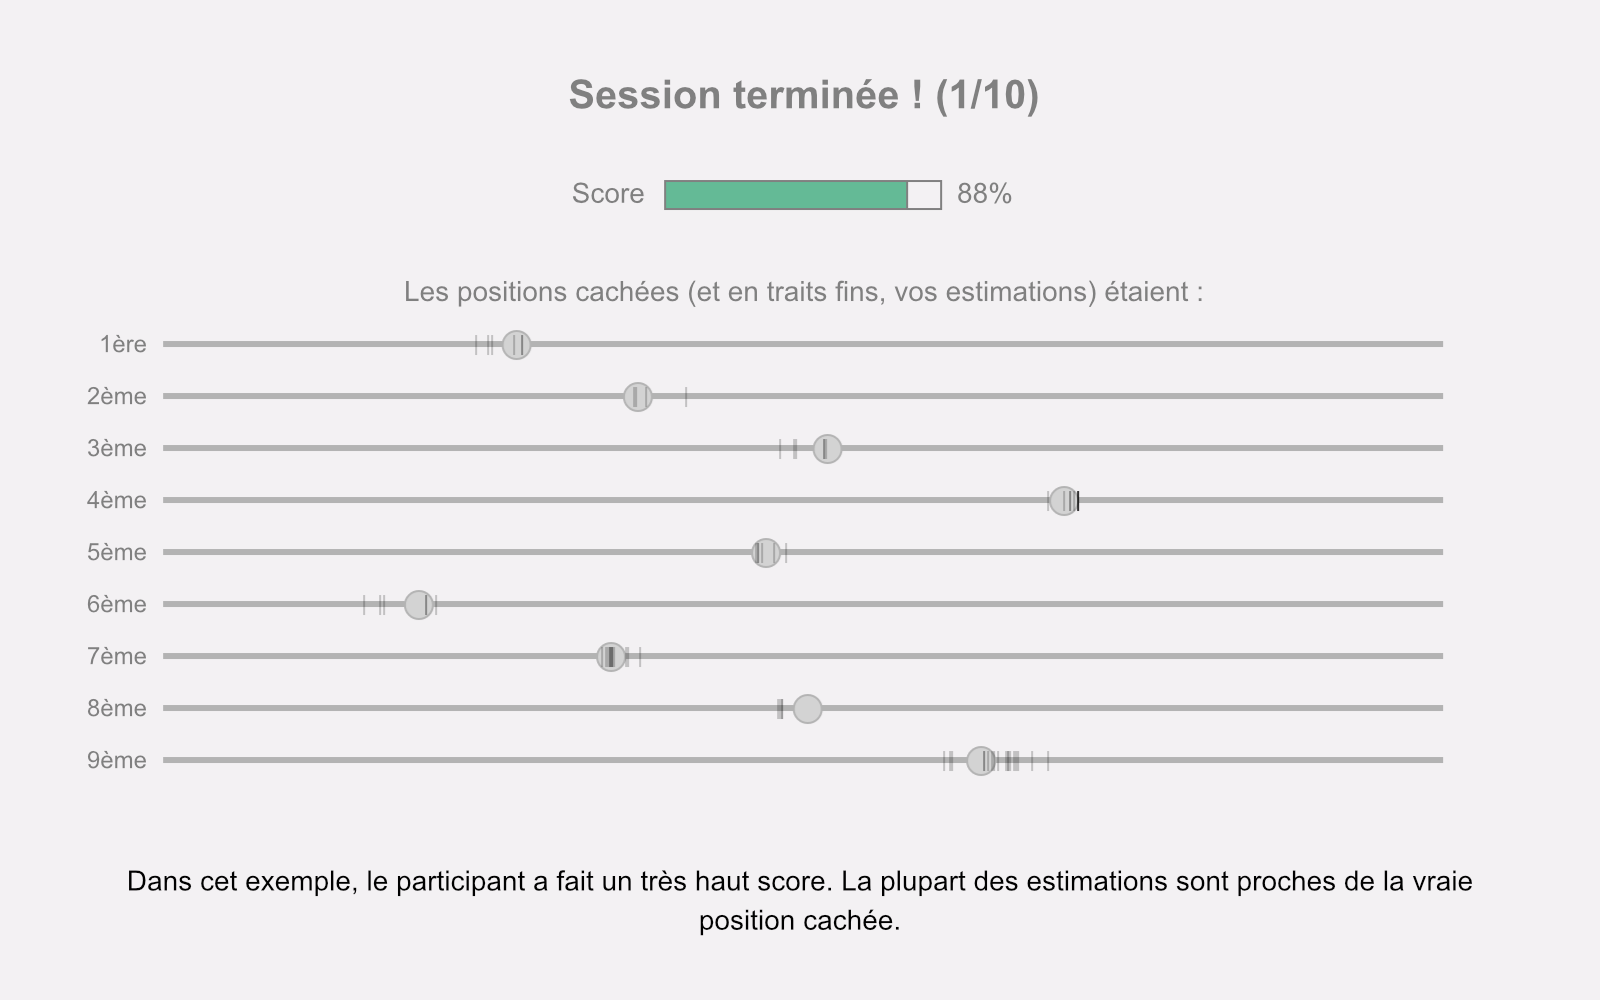 Session terminée ! (1/10)
Score 88%
Les positions cachées (et en traits fins, vos estimations) étaient :
1ère
2ème
3ème
4ème
5ème
6ème
7ème
8ème
9ème
Dans cet exemple, le participant a fait un très haut score. La plupart des estimations sont proches de la vraie
position cachée.